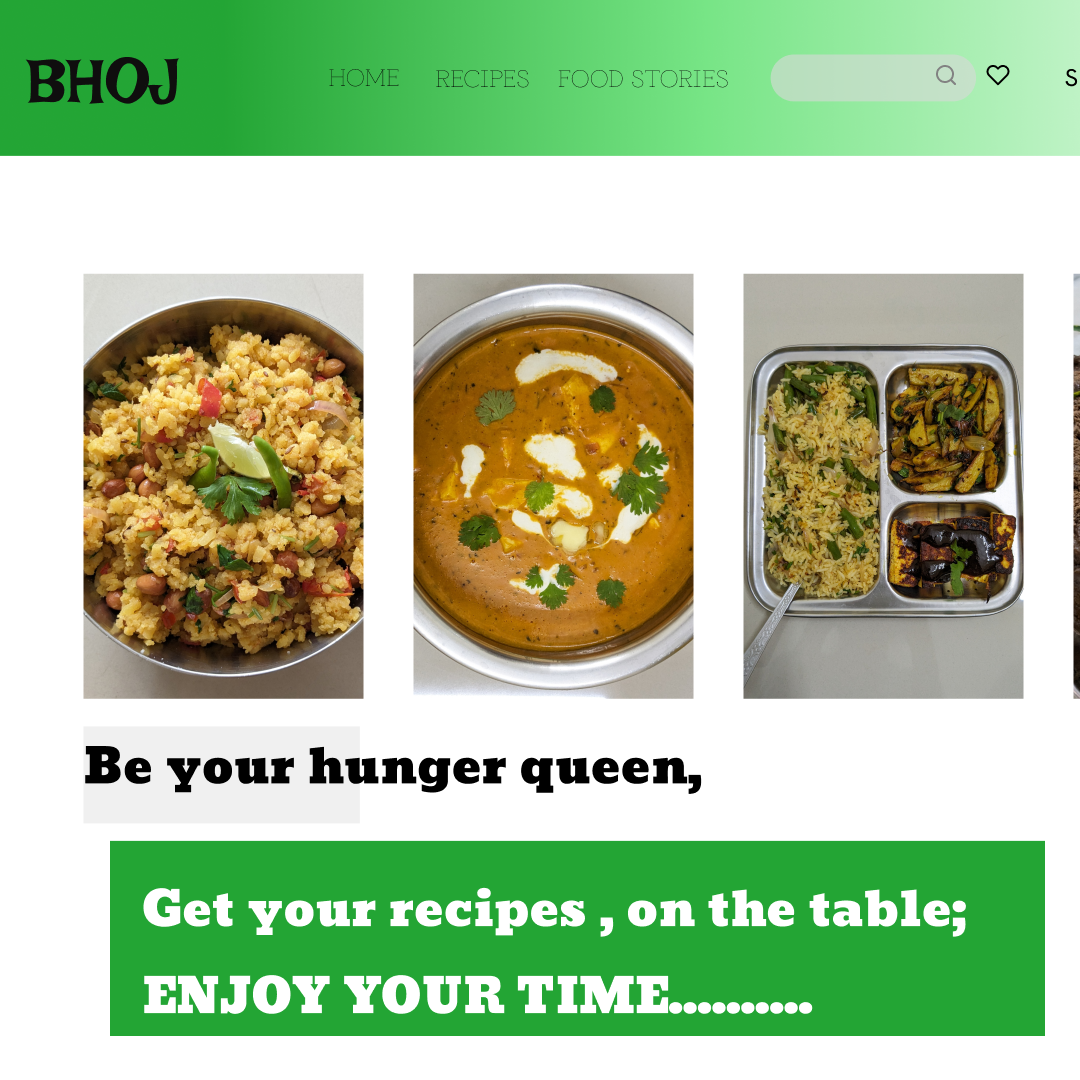 BHOJ
HOME RECIPES FOOD STORIES S
Be your hunger queen,
Get your recipes , on the table;
ENJOY YOUR TIME..........